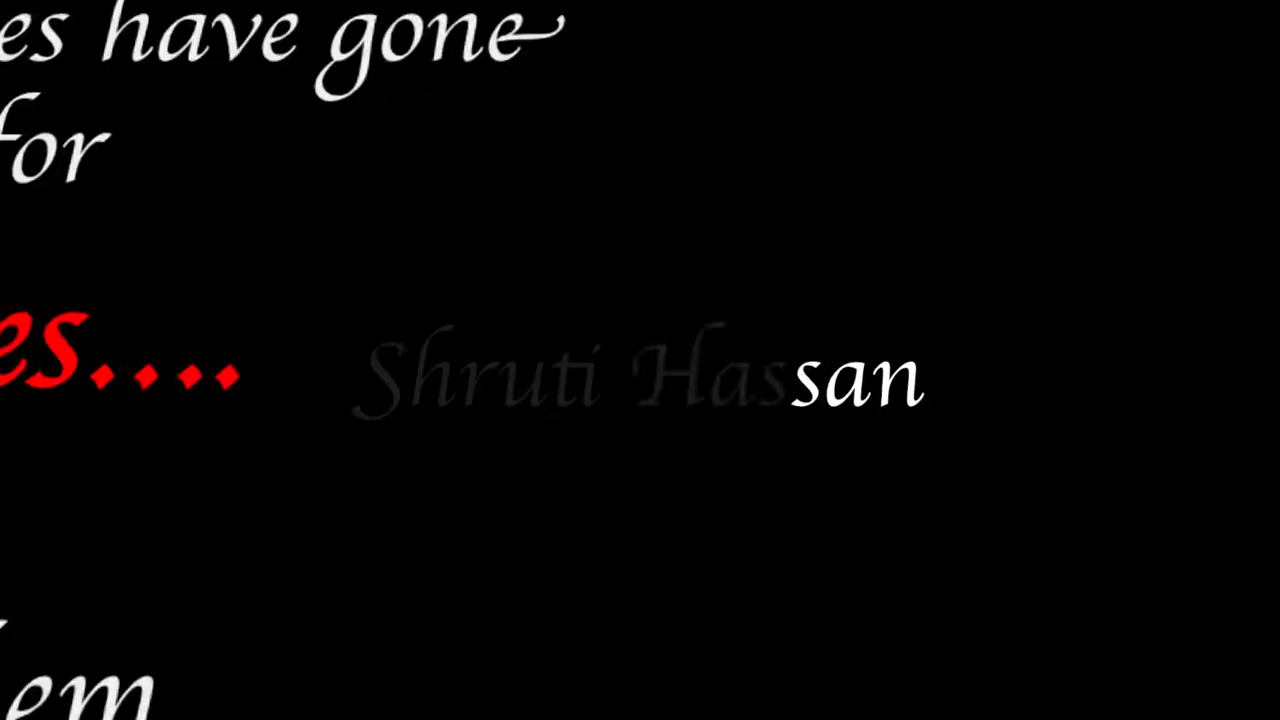 es have gone
for
es....
Shruti Hassan
em